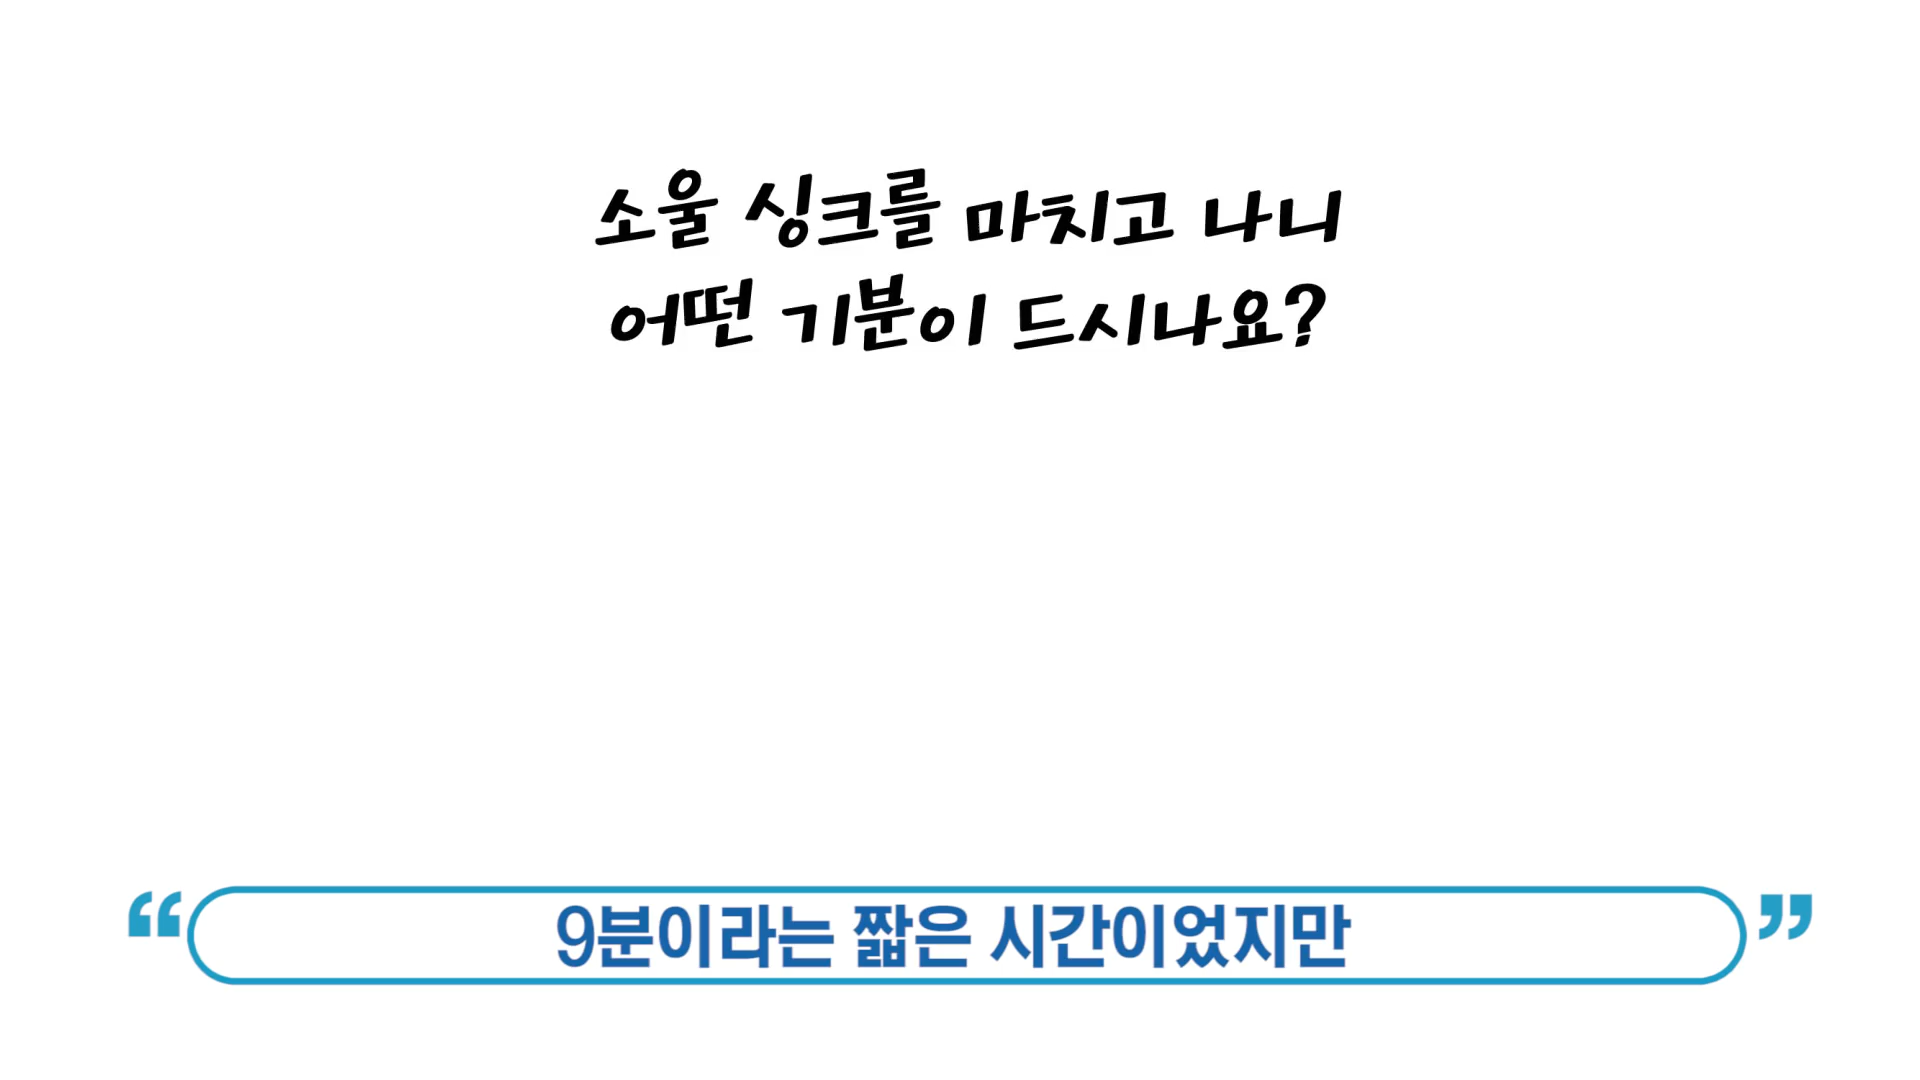 소울 싱크를 마치고 나니
어떤 기분이 드시나요?
“ 9분이라는 짧은 시간이었지만 ”